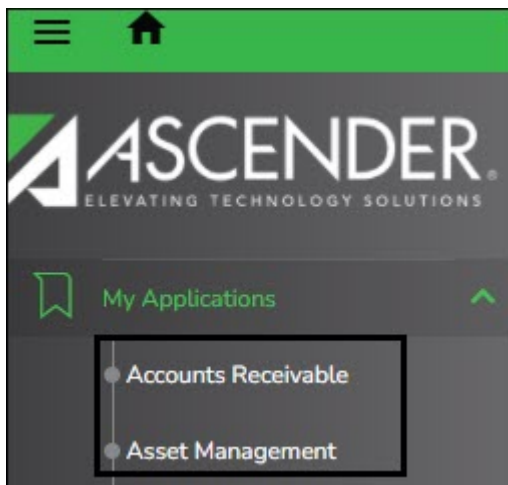 ASCENDER®
ELEVATING TECHNOLOGY SOLUTIONS
My Applications
Accounts Receivable
Asset Management